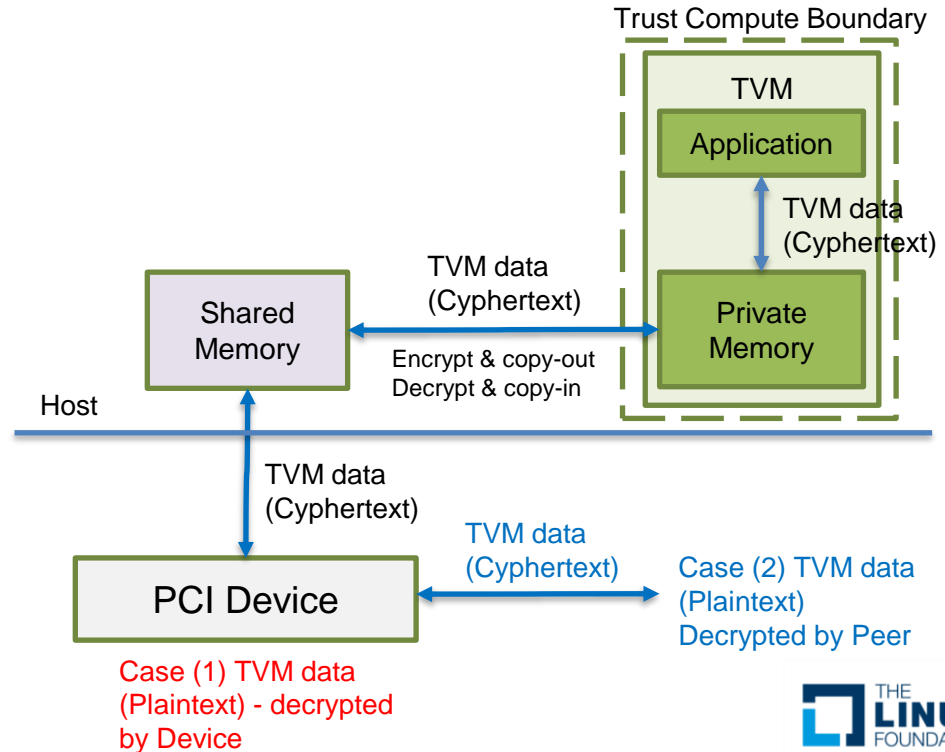 Trust Compute Boundary
TVM
Application
TVM data
(Cyphertext)
TVM data
(Cyphertext)
Shared
Memory
Private
Memory
Encrypt & copy-out
Decrypt & copy-in
Host
TVM data
(Cyphertext)
TVM data
(Cyphertext)
PCI Device
Case (2) TVM data
(Plaintext)
Decrypted by Peer
Case (1) TVM data
(Plaintext) - decrypted
by Device
THE
LINU
FOUNDA